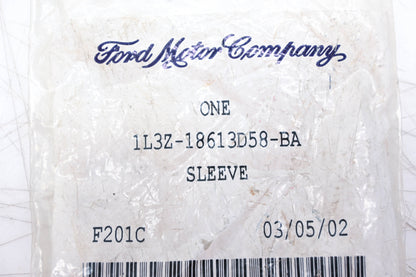 Ford Motor Company
ONE
1L3Z-18613D58-BA
SLEEVE
F201C 03/05/02